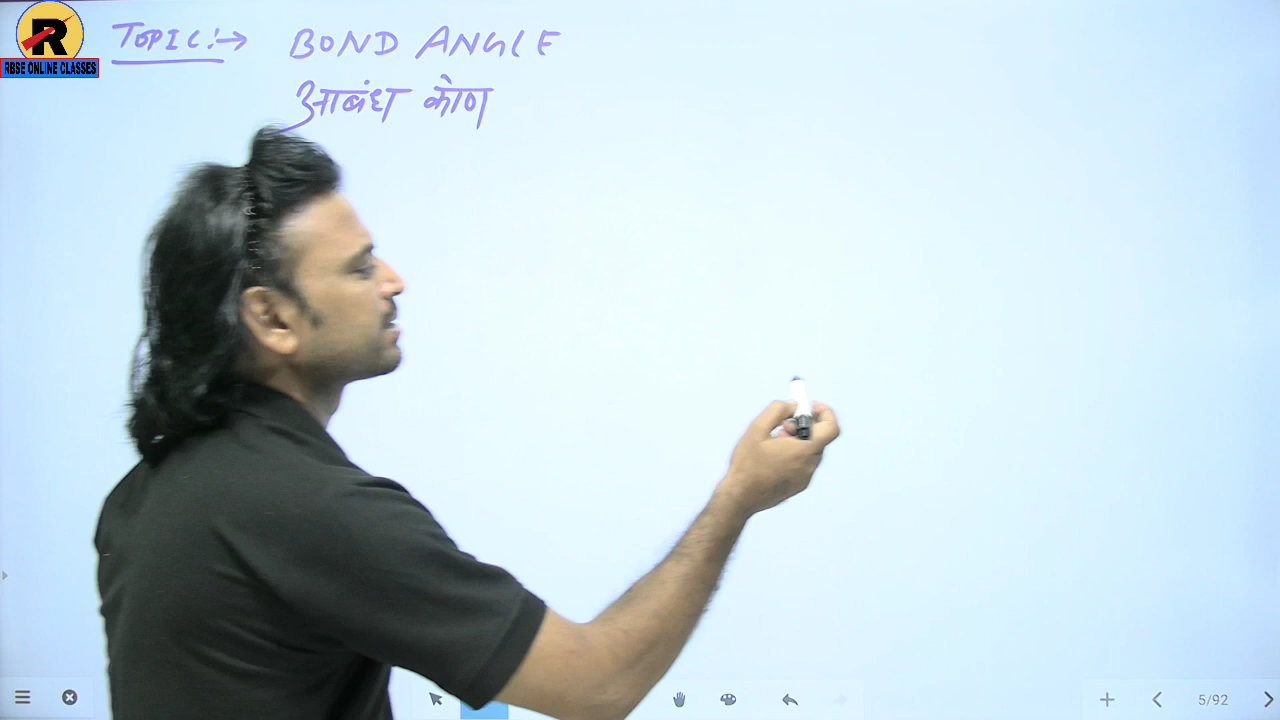 R
RBSE ONLINE CLASSES
TOPIC:→ BOND ANGLE
आबंध कोण
5/92